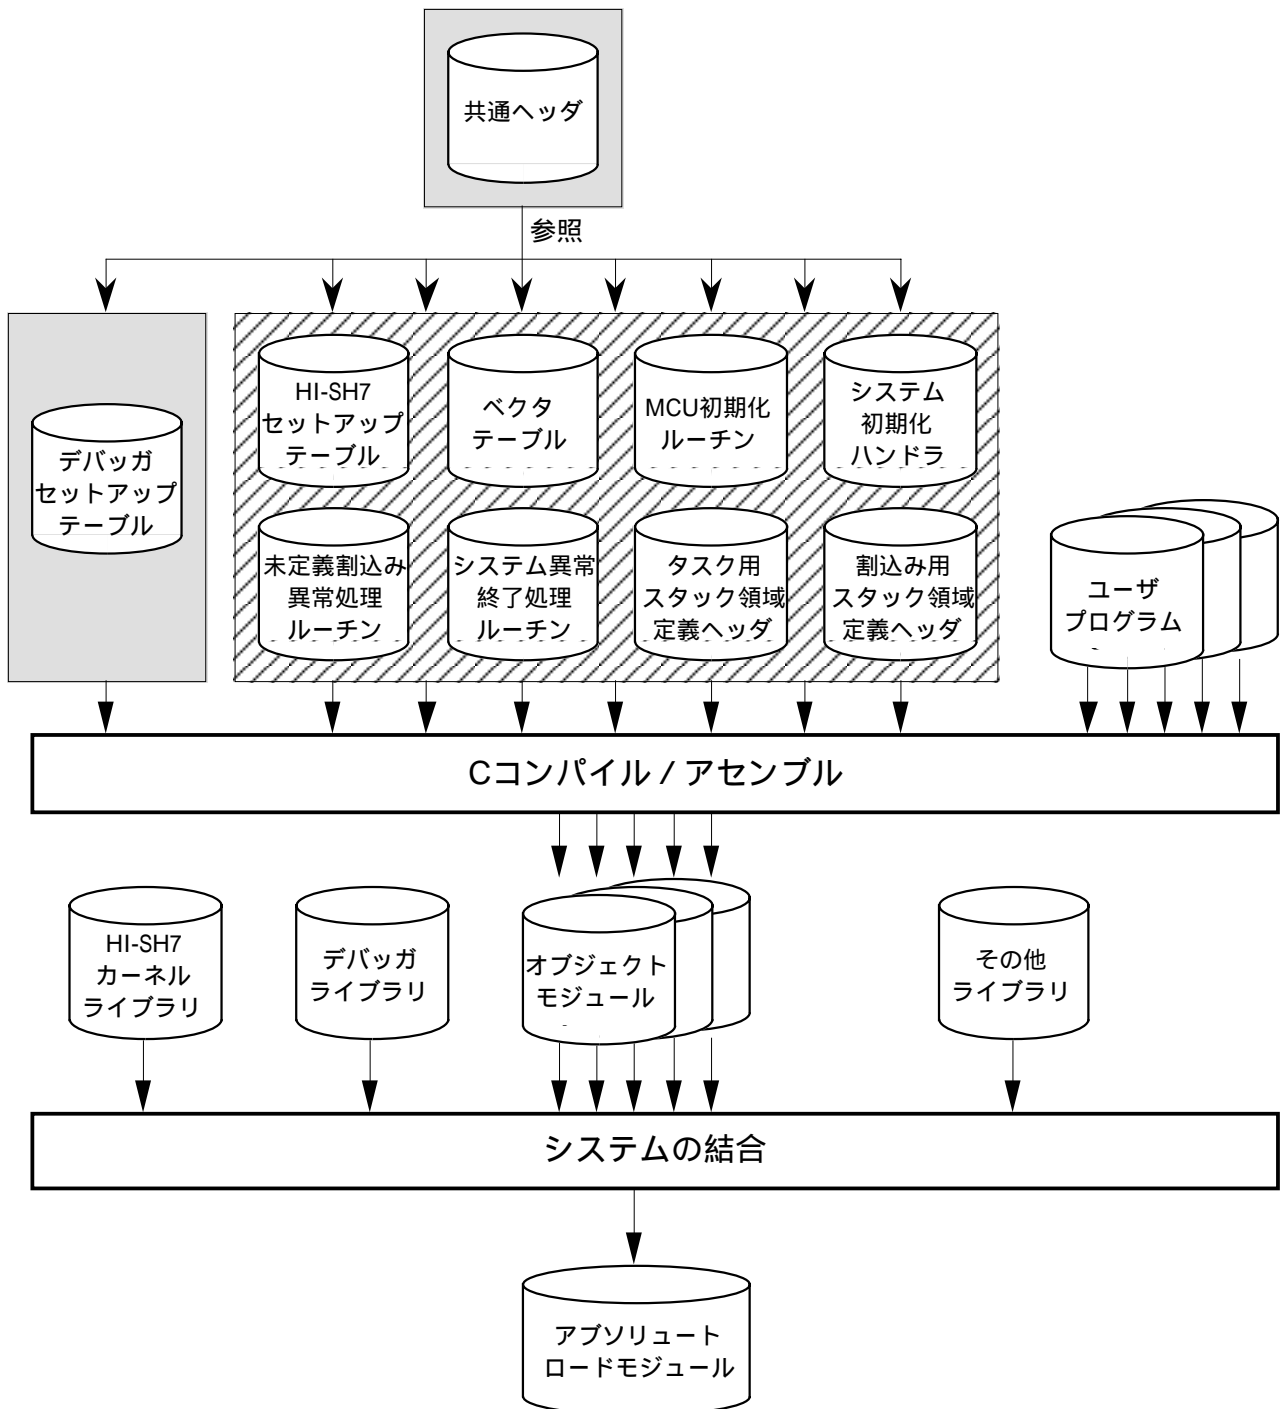 共通ヘッダ
参照
デバッガ
セットアップ
テーブル
HI-SH7
セットアップ
テーブル
ベクタ
テーブル
MCU初期化
ルーチン
システム
初期化
ハンドラ
未定義割込み
異常処理
ルーチン
システム異常
終了処理
ルーチン
タスク用
スタック領域
定義ヘッダ
割込み用
スタック領域
定義ヘッダ
ユーザ
プログラム
Cコンパイル / アセンブル
HI-SH7
カーネル
ライブラリ
デバッガ
ライブラリ
オブジェクト
モジュール
その他
ライブラリ
システムの結合
アブソリュート
ロードモジュール